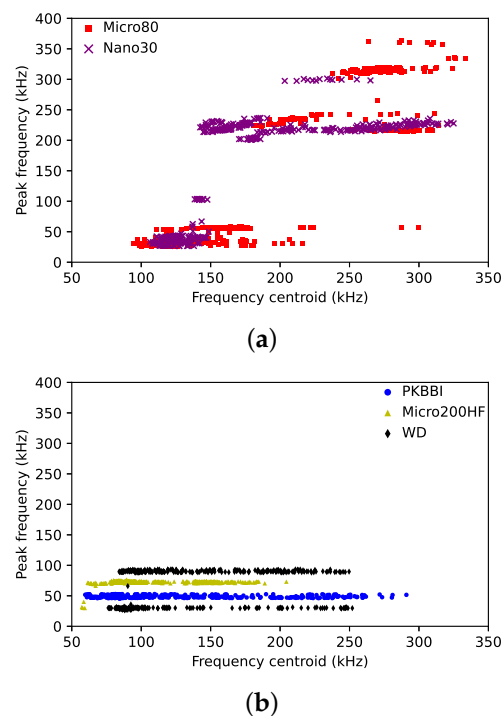 400
350
300
250
200
150
100
50
0
Peak frequency (kHz)
Micro80
Nano30
50 100 150 200 250 300 350
Frequency centroid (kHz)
(a)
400
350
300
250
200
150
100
50
0
Peak frequency (kHz)
PKBBI
Micro200HF
WD
50 100 150 200 250 300 350
Frequency centroid (kHz)
(b)